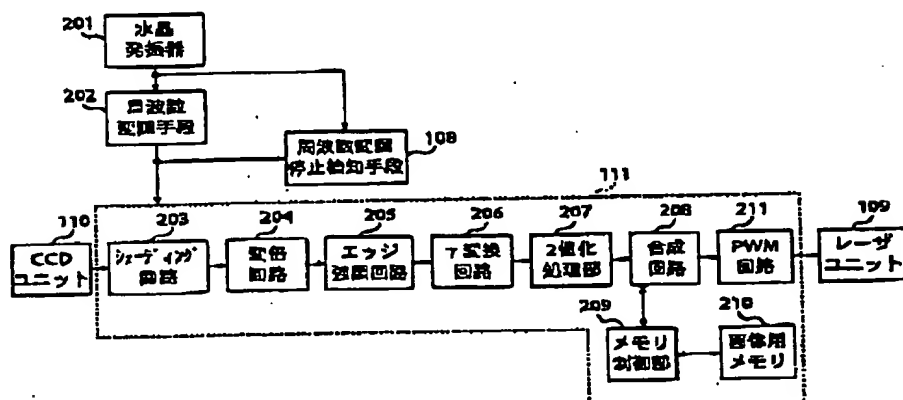 201
水晶
発振器
202
周波数
変調手段
周波数変調
停止検知手段
108
111
110
CCD
ユニット
203
シェーディング
回路
204
変倍
回路
205
エッジ
強調回路
206
γ変換
回路
207
2値化
処理部
208
合成
回路
211
PWM
回路
109
レーザ
ユニット
209
メモリ
制御部
210
画像用
メモリ